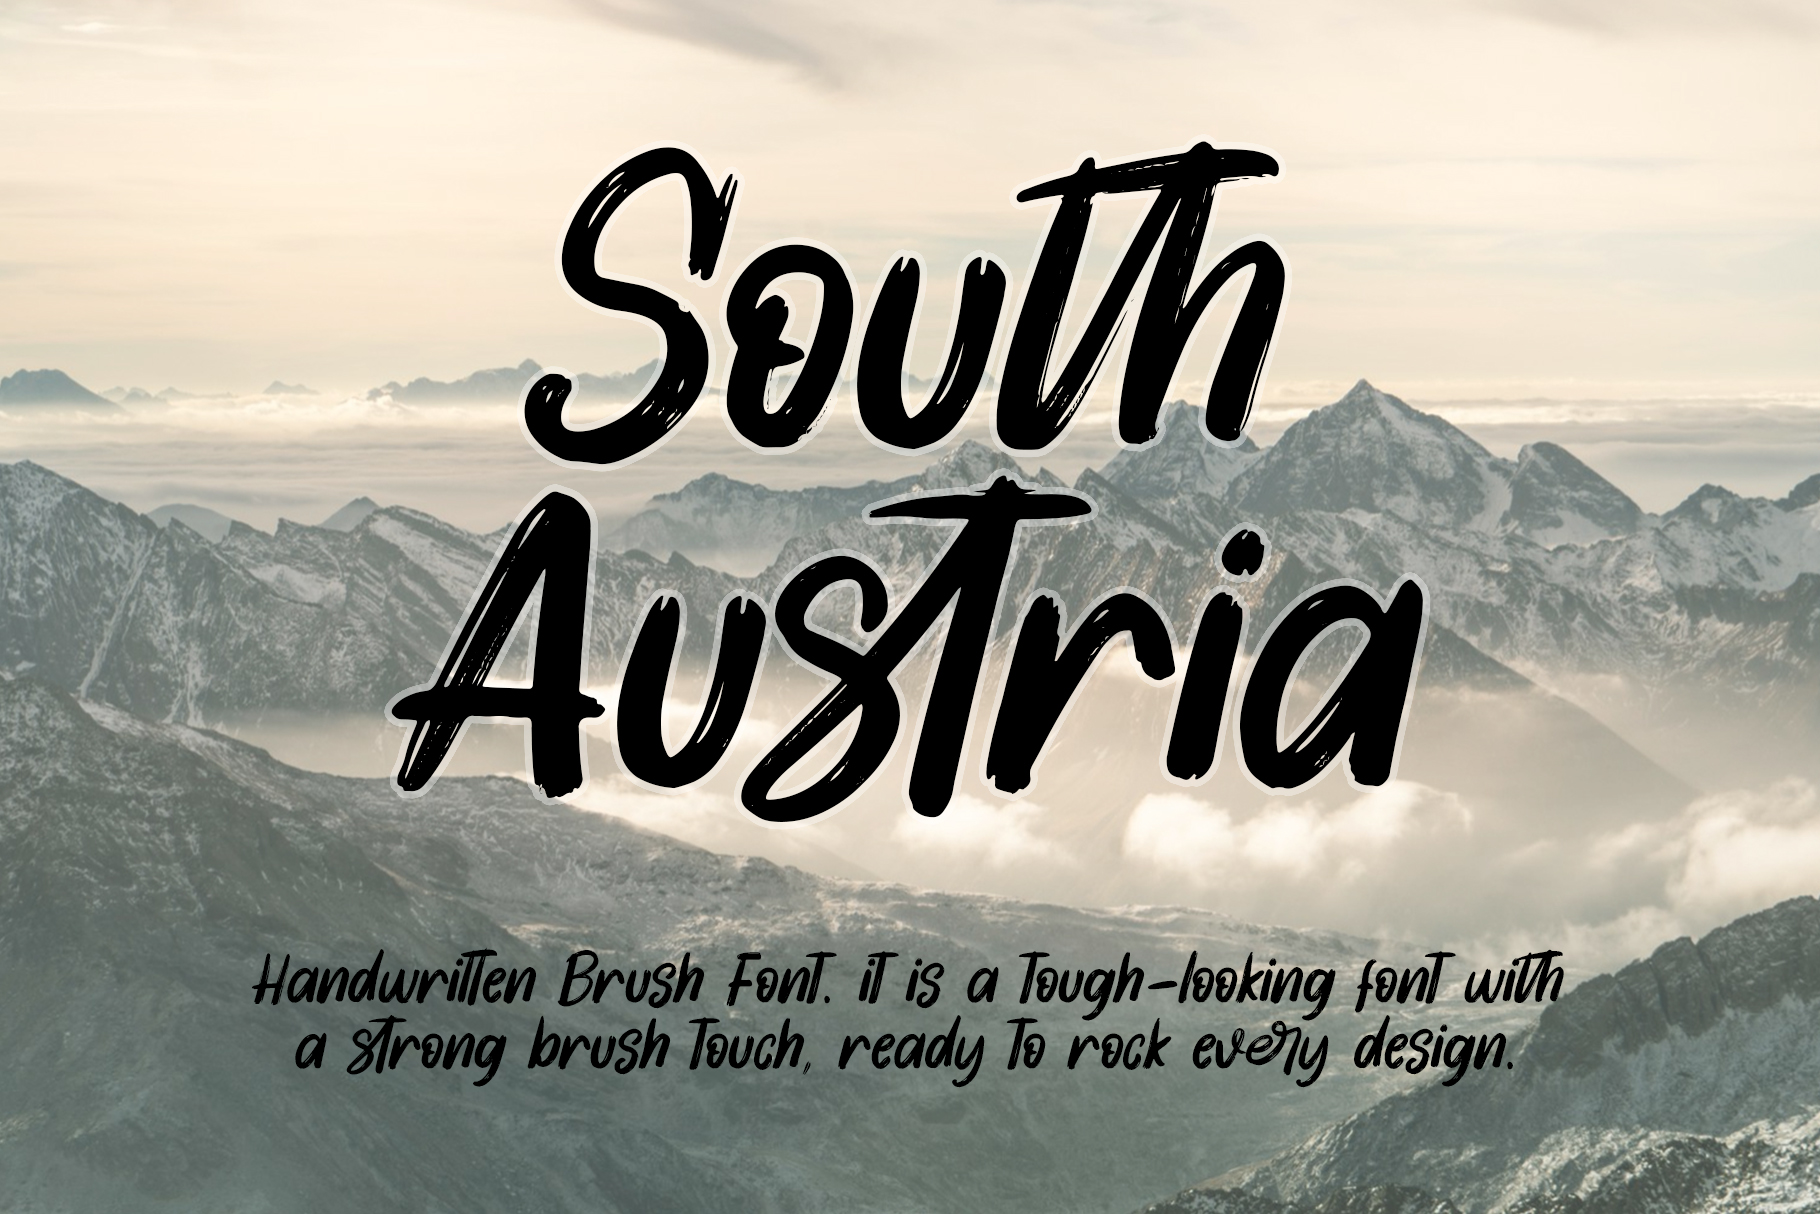 South
Austria
Handwritten Brush Font. it is a tough-looking font with
a strong brush touch, ready to rock every design.